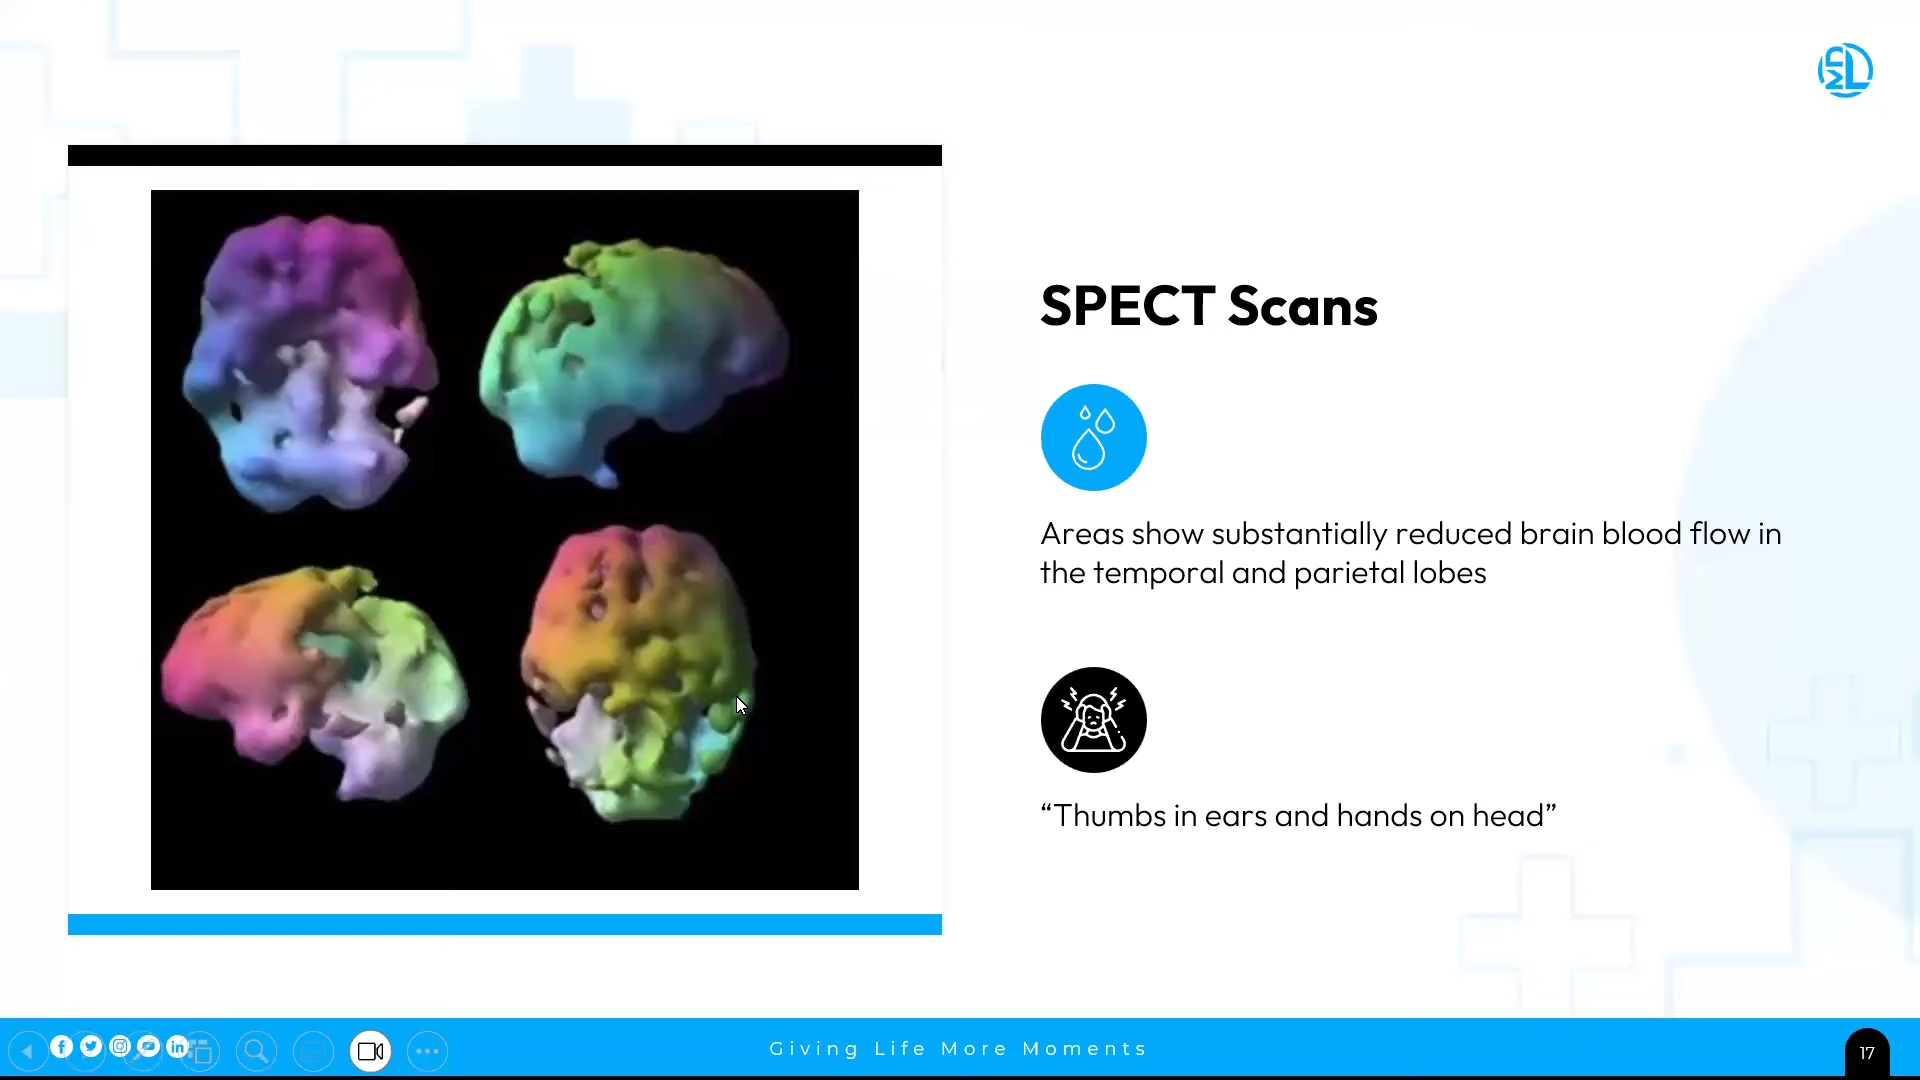 MD
L
SPECT Scans
Areas show substantially reduced brain blood flow in
the temporal and parietal lobes
“Thumbs in ears and hands on head”
Giving Life More Moments
17